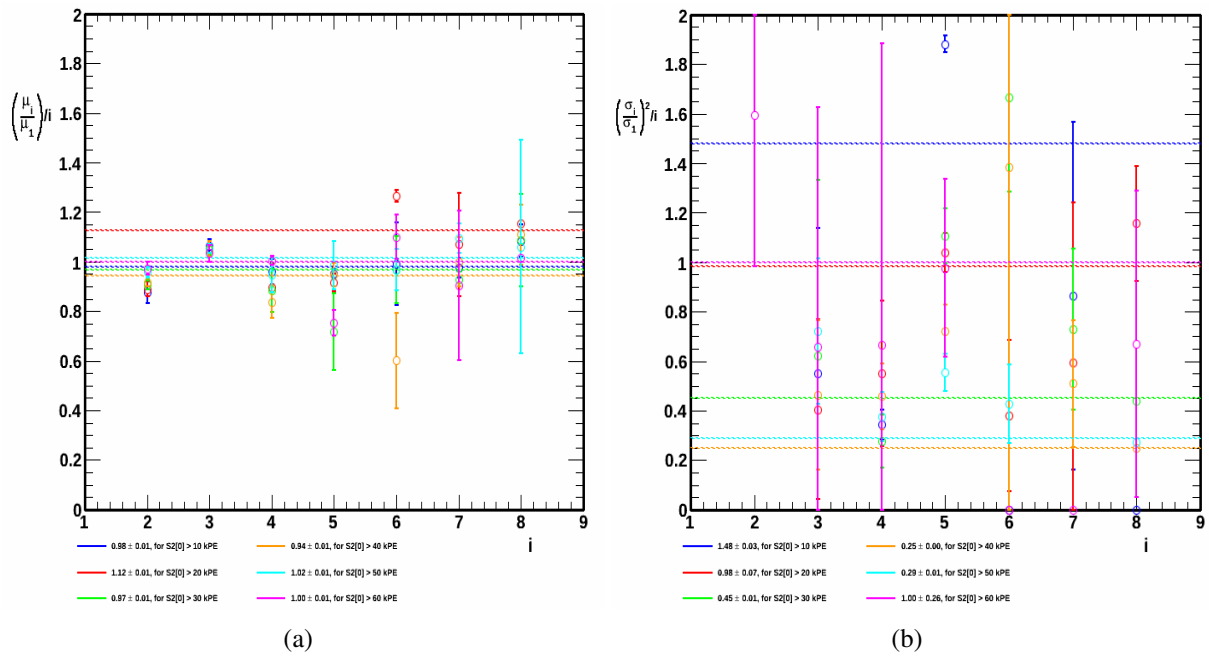 2
1.8
1.6
(μi/μ1)/i
1.4
1.2
1
0.8
0.6
0.4
0.2
0
1 2 3 4 5 6 7 8 9
i
0.98 ± 0.01, for S2[0] > 10 kPE
0.94 ± 0.01, for S2[0] > 40 kPE
1.12 ± 0.01, for S2[0] > 20 kPE
1.02 ± 0.01, for S2[0] > 50 kPE
0.97 ± 0.01, for S2[0] > 30 kPE
1.00 ± 0.01, for S2[0] > 60 kPE
(a)
2
1.8
1.6
(σi/σ1)²/i
1.4
1.2
1
0.8
0.6
0.4
0.2
0
1 2 3 4 5 6 7 8 9
i
1.48 ± 0.03, for S2[0] > 10 kPE
0.25 ± 0.00, for S2[0] > 40 kPE
0.98 ± 0.07, for S2[0] > 20 kPE
0.29 ± 0.01, for S2[0] > 50 kPE
0.45 ± 0.01, for S2[0] > 30 kPE
1.00 ± 0.26, for S2[0] > 60 kPE
(b)